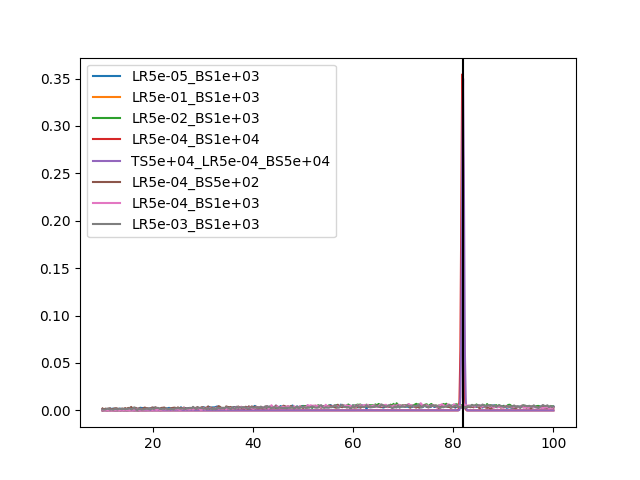 0.35
0.30
0.25
0.20
0.15
0.10
0.05
0.00
LR5e-05_BS1e+03
LR5e-01_BS1e+03
LR5e-02_BS1e+03
LR5e-04_BS1e+04
TS5e+04_LR5e-04_BS5e+04
LR5e-04_BS5e+02
LR5e-04_BS1e+03
LR5e-03_BS1e+03
20 40 60 80 100